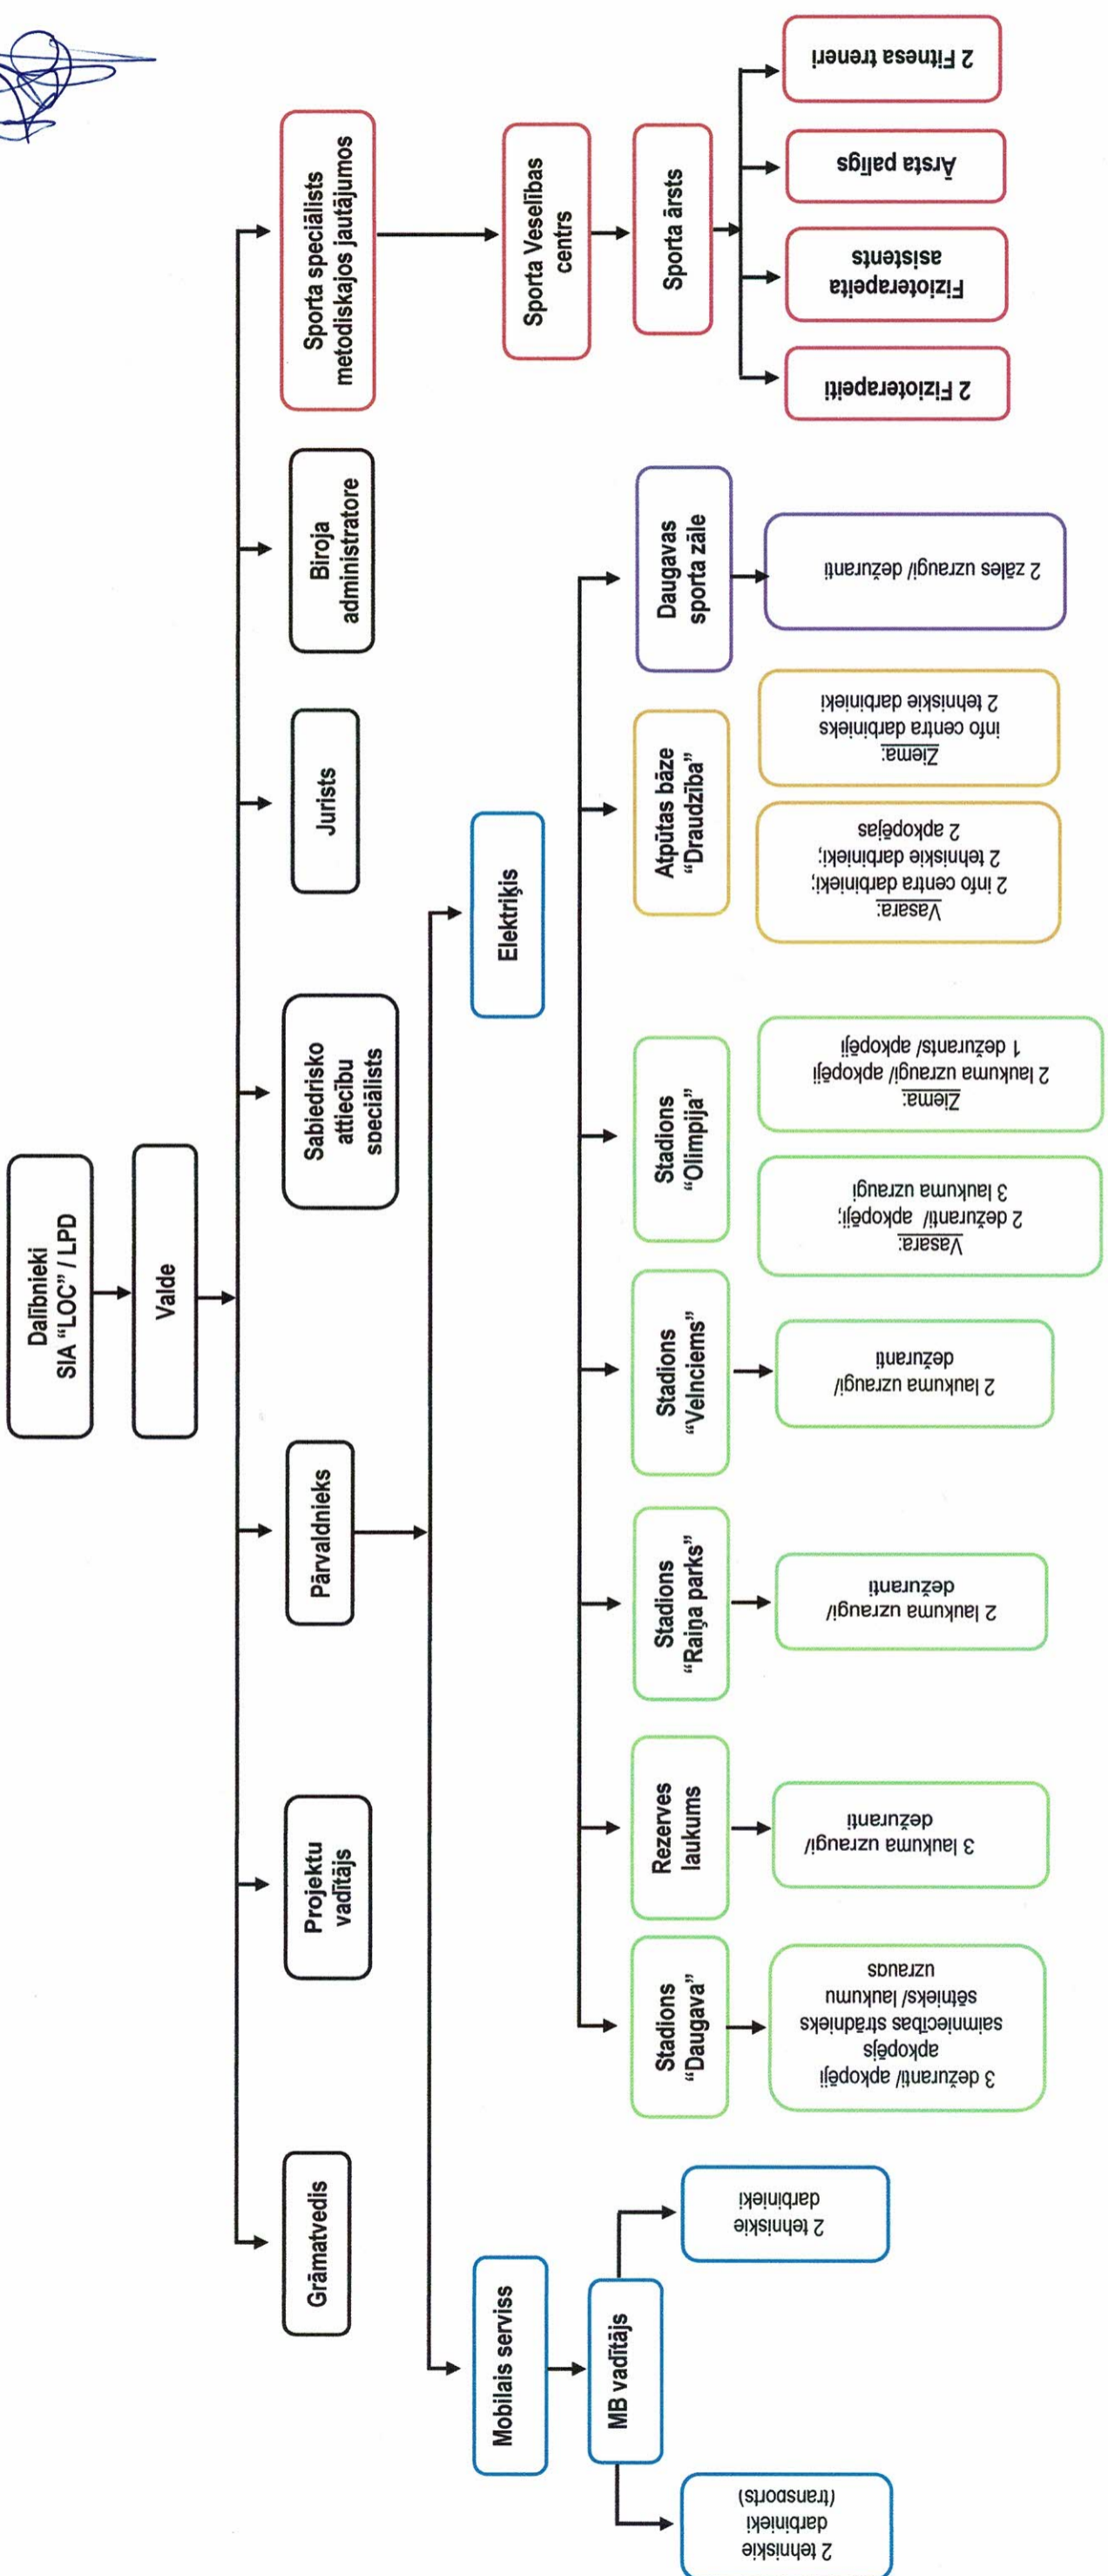 Dalībnieki
SIA “LOC” / LPD
Valde
Grāmatvedis
Projektu
vadītājs
Pārvaldnieks
Sabiedrisko
attiecību
speciālists
Jurists
Biroja
administratore
Sporta speciālists
metodiskajos jautājumos
Mobilais serviss
Elektriķis
Sporta Veselības
centrs
MB vadītājs
2 tehniskie
darbinieki
(transports)
2 tehniskie
darbinieki
Stadions
“Daugava”
Rezerves
laukums
Stadions
“Raiņa parks”
Stadions
“Velnciems”
Stadions
“Olimpija”
Atpūtas bāze
“Draudzība”
Daugavas
sporta zāle
Sporta ārsts
3 dežuranti/ apkopēji
apkopējs
saimniecības strādnieks
sētnieks/ laukumu
uzraugs
3 laukuma uzraugi/
dežuranti
2 laukuma uzraugi/
dežuranti
2 laukuma uzraugi/
dežuranti
Vasara:
2 dežuranti/ apkopēji;
3 laukuma uzraugi
Ziema:
2 laukuma uzraugi/ apkopēji
1 dežurants/ apkopēji
Vasara:
2 info centra darbinieki;
2 tehniskie darbinieki;
2 apkopējas
Ziema:
info centra darbinieks
2 tehniskie darbinieki
2 zāles uzraugi/ dežuranti
2 Fizioterapeiti
Fizioterapeita
asistents
Ārsta palīgs
2 Fitnesa treneri